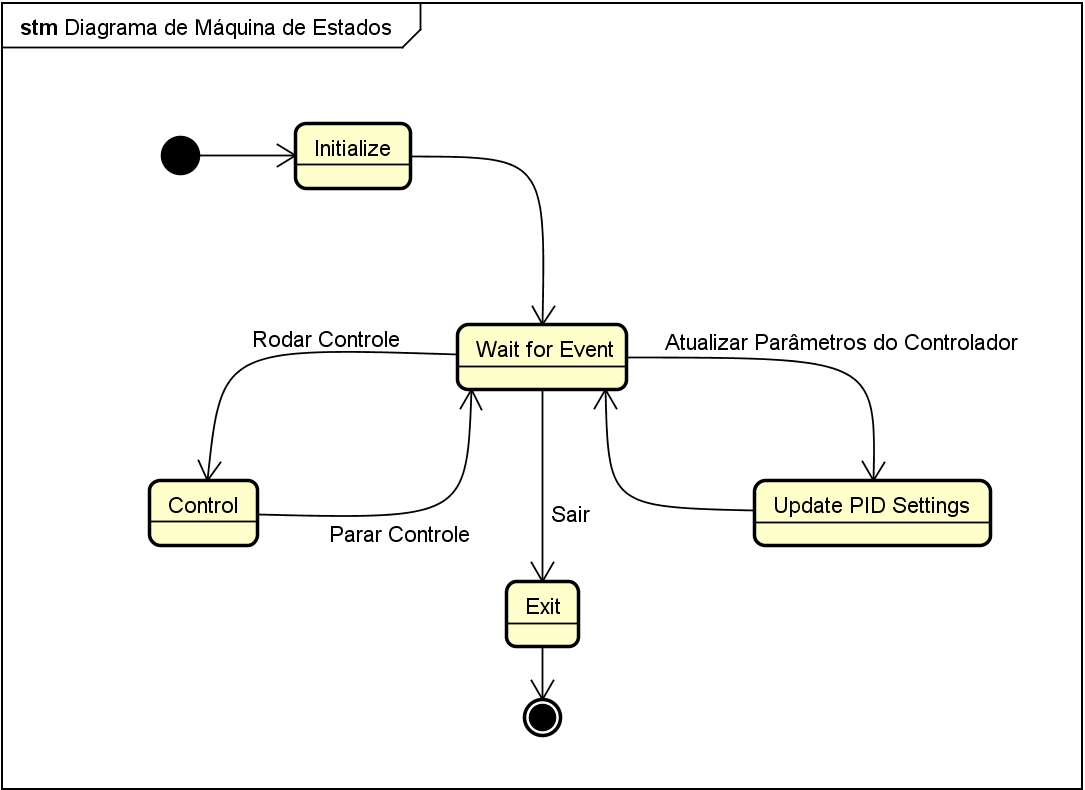 stm Diagrama de Máquina de Estados
Initialize
Rodar Controle
Wait for Event
Atualizar Parâmetros do Controlador
Control
Parar Controle
Sair
Update PID Settings
Exit